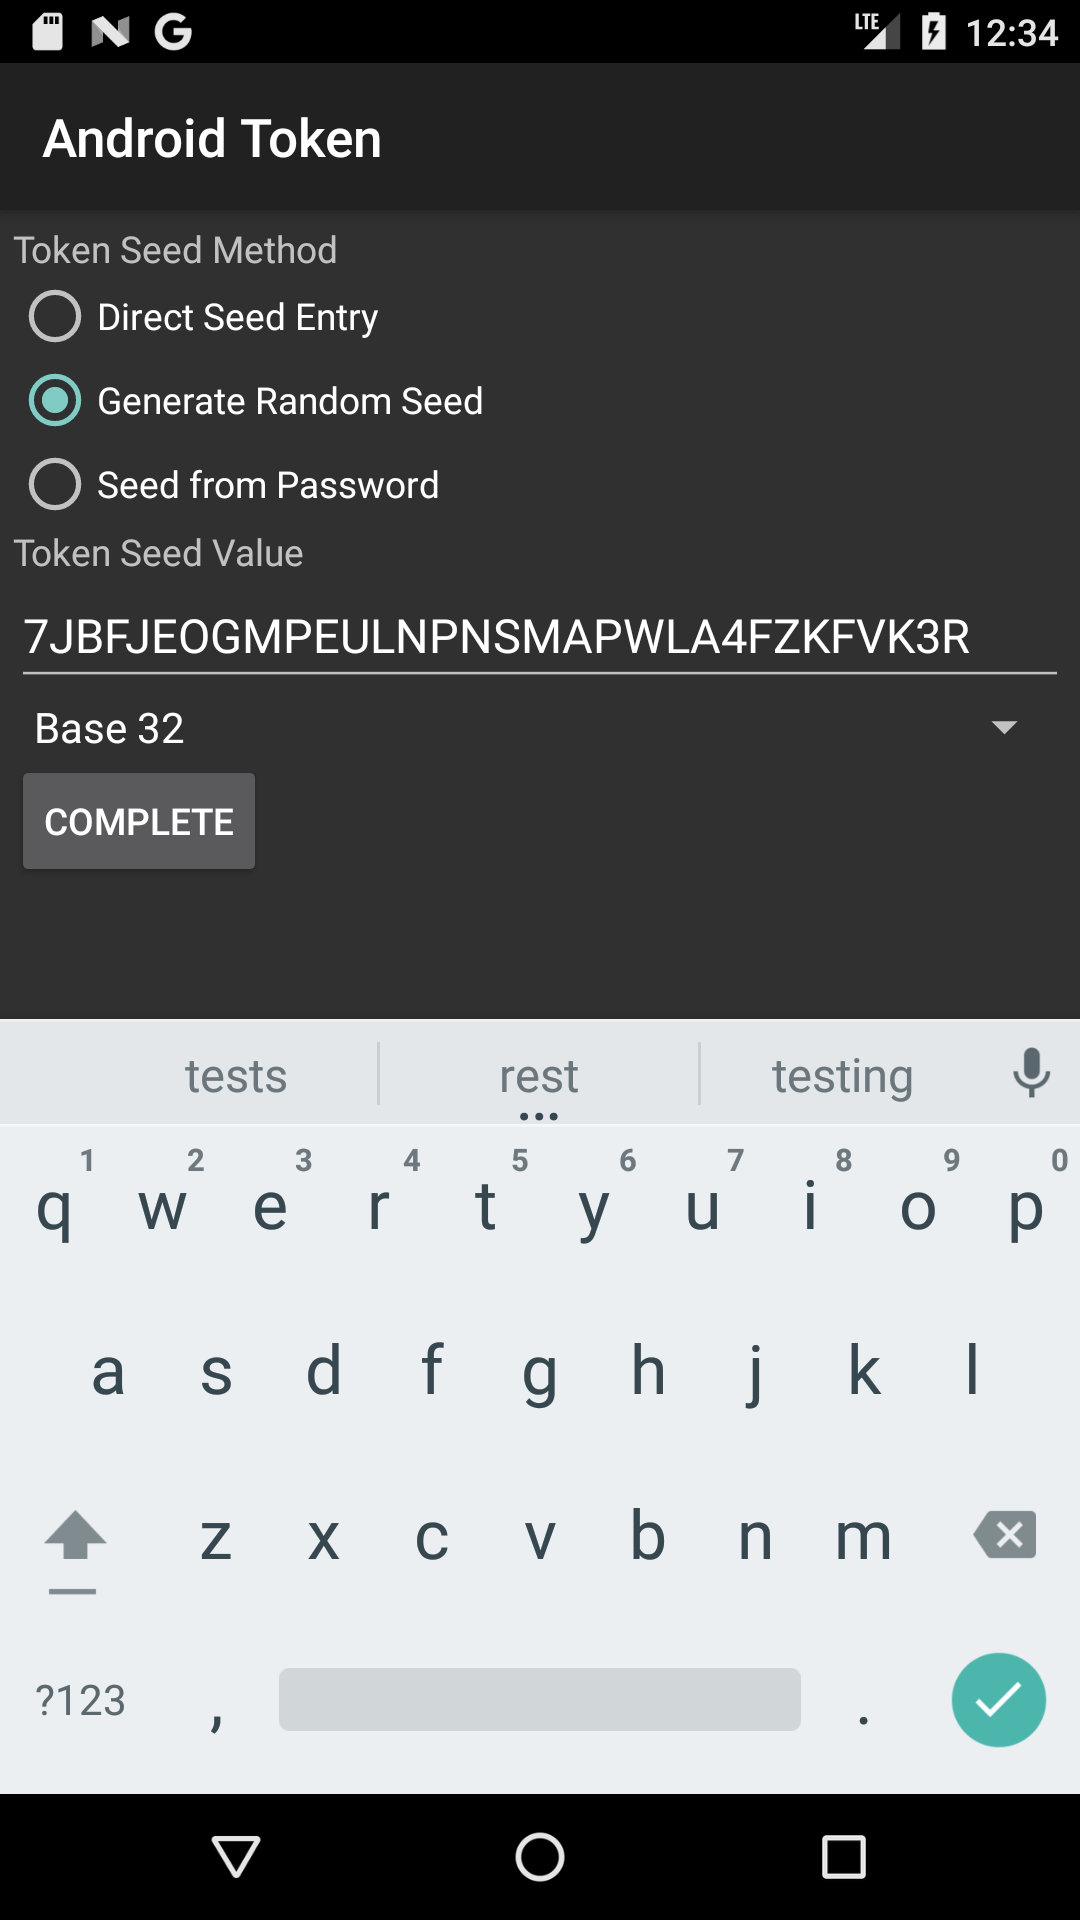 LTE 12:34
Android Token
Token Seed Method
Direct Seed Entry
Generate Random Seed
Seed from Password
Token Seed Value
7JBFJEOGMPEULNPNSMAPWLA4FZKFVK3R
Base 32
COMPLETE
tests rest testing
1 2 3 4 5 6 7 8 9 0
q w e r t y u i o p
a s d f g h j k l
z x c v b n m
?123 , .